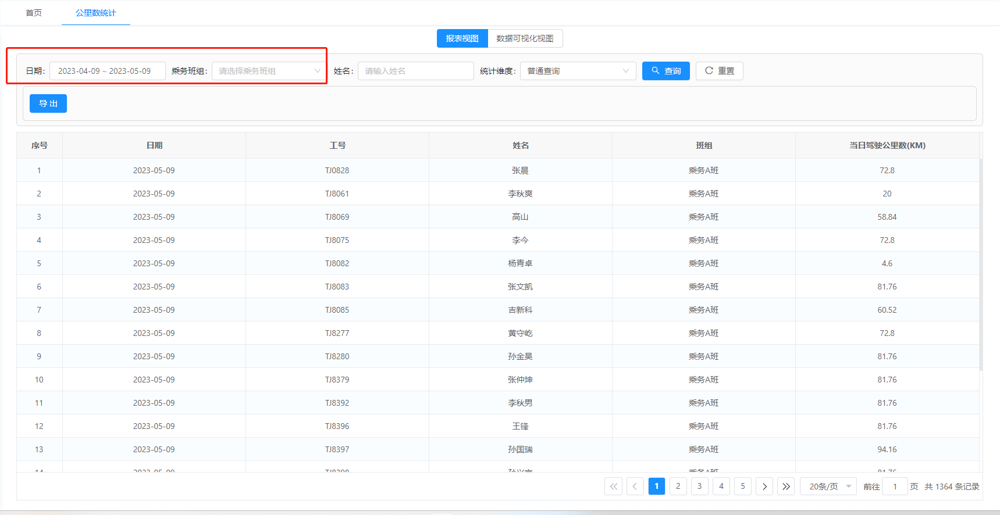 首页 公里数统计
报表视图 数据可视化视图
日期: 2023-04-09 ~ 2023-05-09 乘务班组: 请选择乘务班组 姓名: 请输入姓名 统计维度: 普通查询 查询 重置
导出
序号 日期 工号 姓名 班组 当日驾驶公里数(KM)
1 2023-05-09 TJ0828 张晨 乘务A班 72.8
2 2023-05-09 TJ8061 李秋爽 乘务A班 20
3 2023-05-09 TJ8069 高山 乘务A班 58.84
4 2023-05-09 TJ8075 李今 乘务A班 72.8
5 2023-05-09 TJ8082 杨青卓 乘务A班 4.6
6 2023-05-09 TJ8083 张文凯 乘务A班 81.76
7 2023-05-09 TJ8085 吉新科 乘务A班 60.52
8 2023-05-09 TJ8277 黄守屹 乘务A班 72.8
9 2023-05-09 TJ8280 孙金昊 乘务A班 81.76
10 2023-05-09 TJ8379 张仲坤 乘务A班 81.76
11 2023-05-09 TJ8392 李秋男 乘务A班 81.76
12 2023-05-09 TJ8396 王锋 乘务A班 81.76
13 2023-05-09 TJ8397 孙国瑞 乘务A班 94.16
14 2023-05-09 TJ8398 乘务A班 81.76
1 2 3 4 5 20条/页 前往 1 页 共 1364 条记录